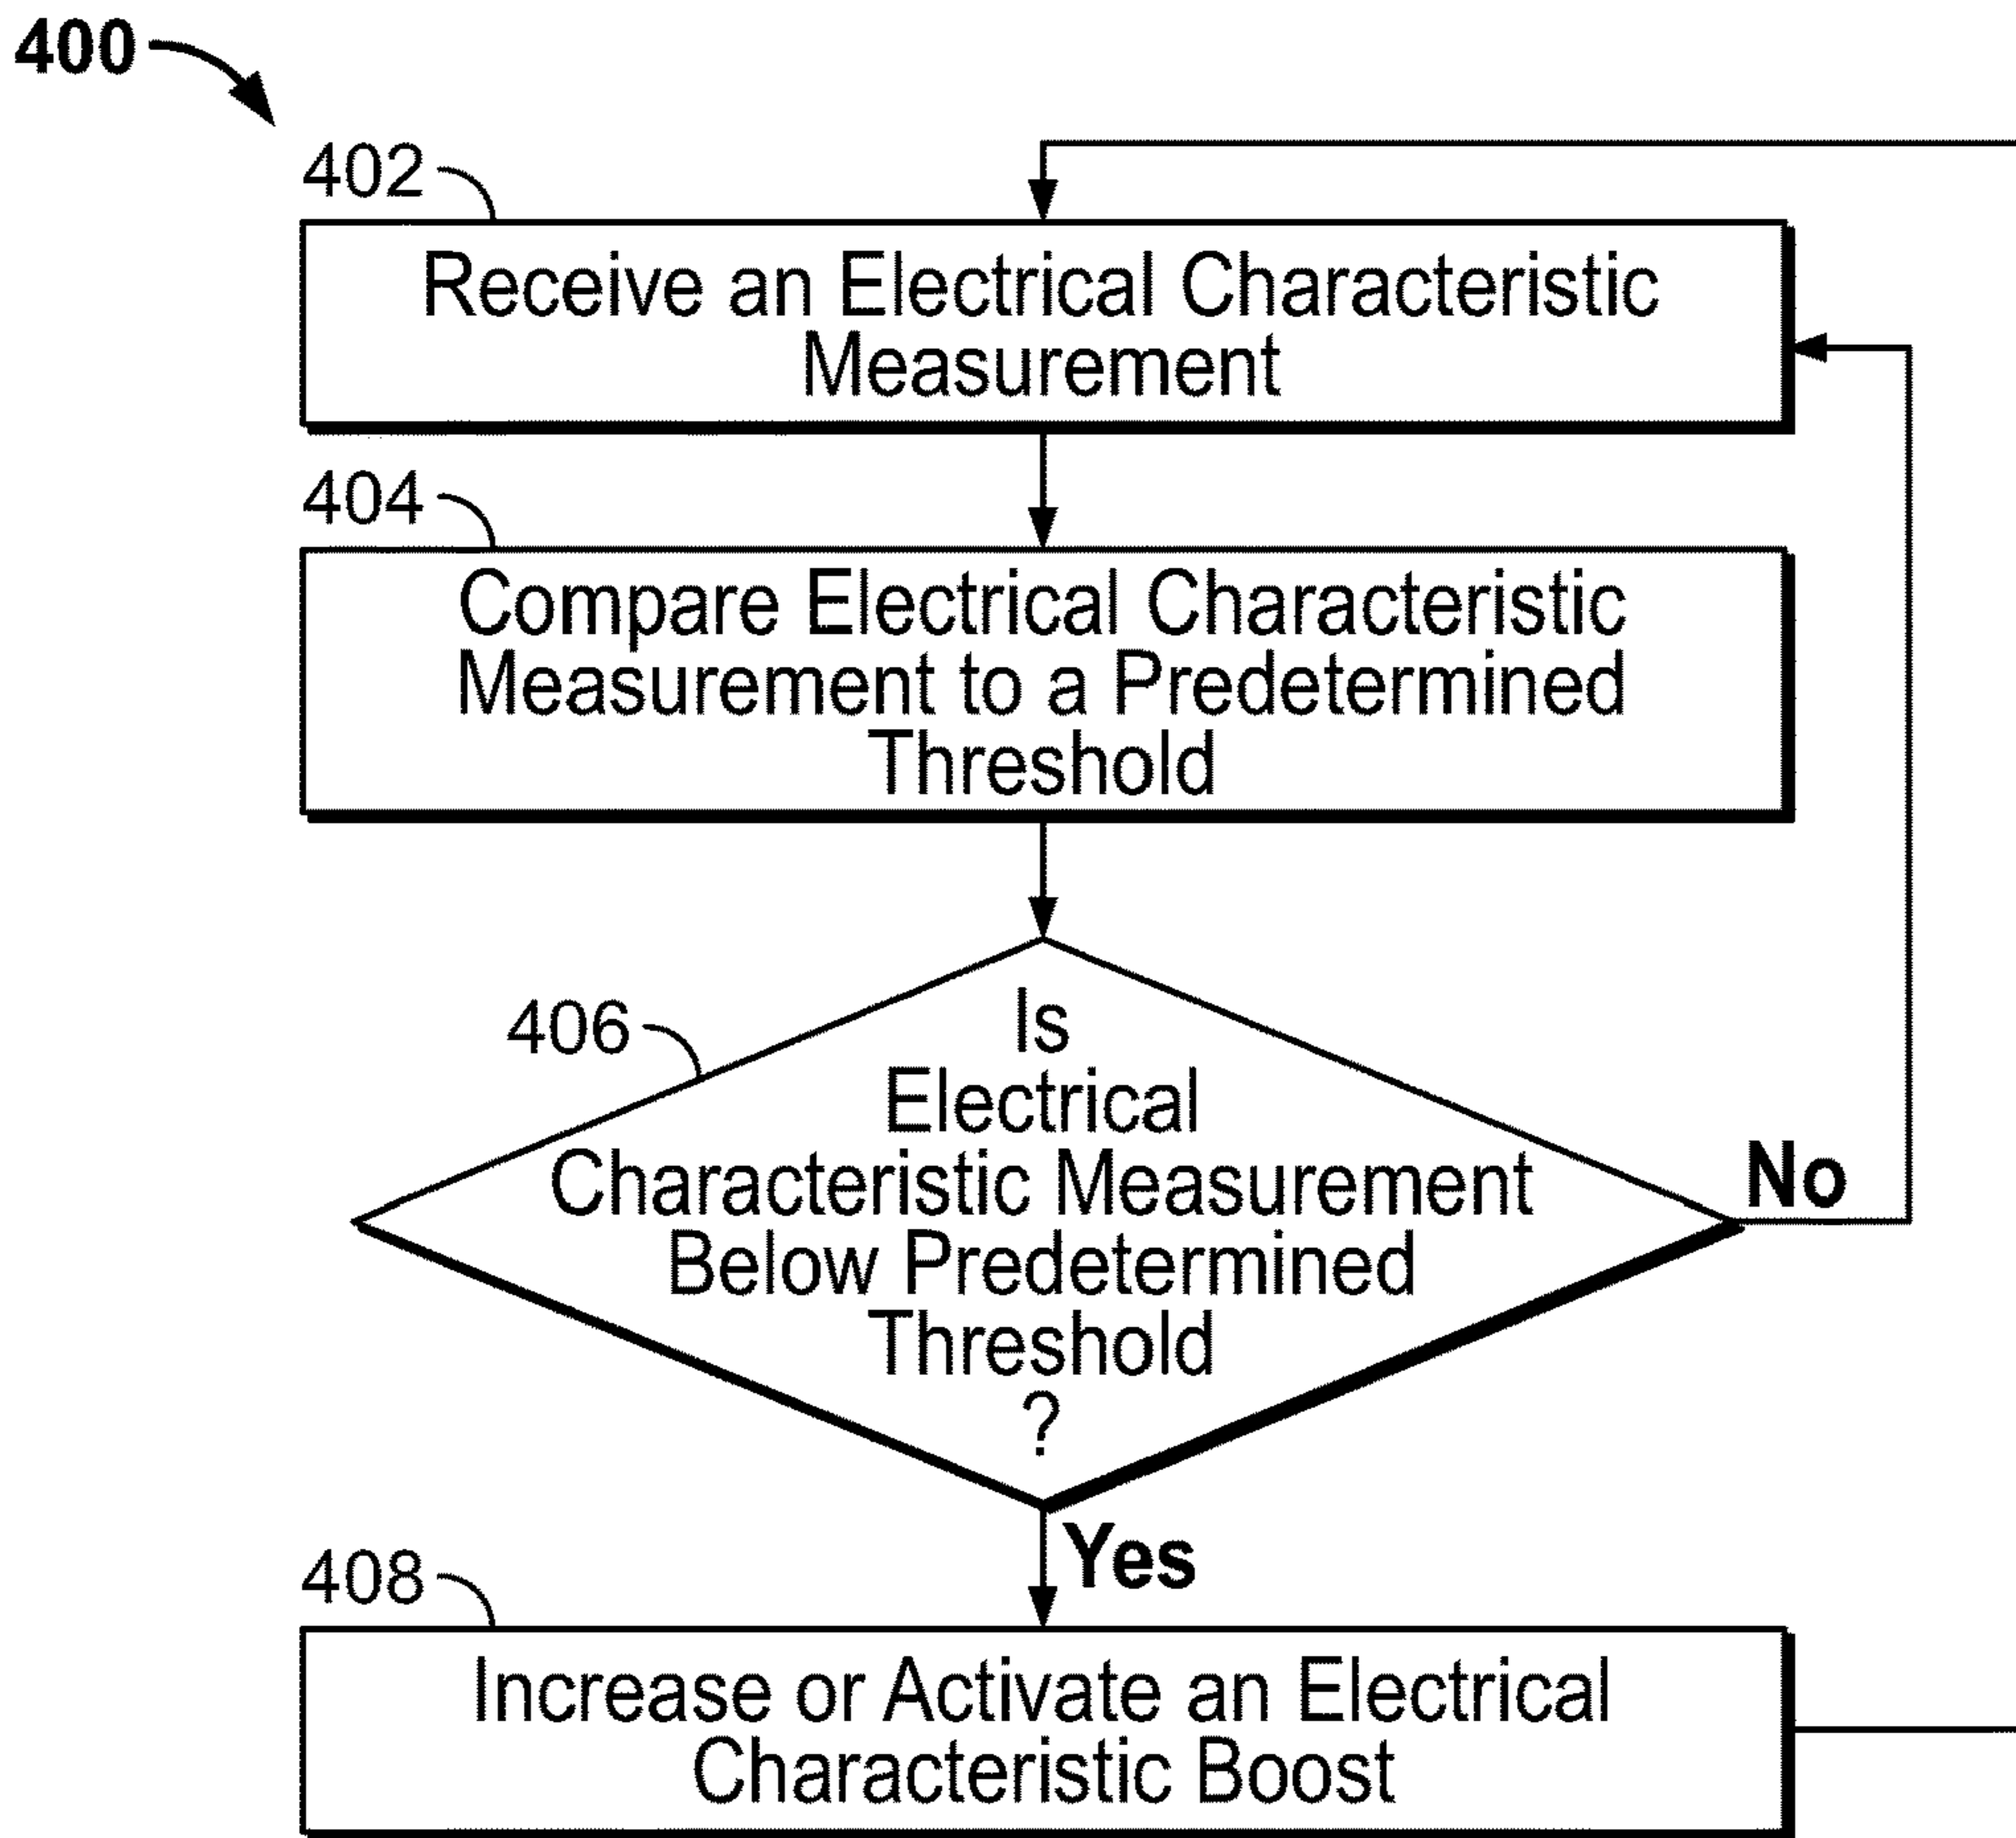 400
402
Receive an Electrical Characteristic
Measurement
404
Compare Electrical Characteristic
Measurement to a Predetermined
Threshold
406
Is
Electrical
Characteristic Measurement
Below Predetermined
Threshold
?
No
Yes
408
Increase or Activate an Electrical
Characteristic Boost